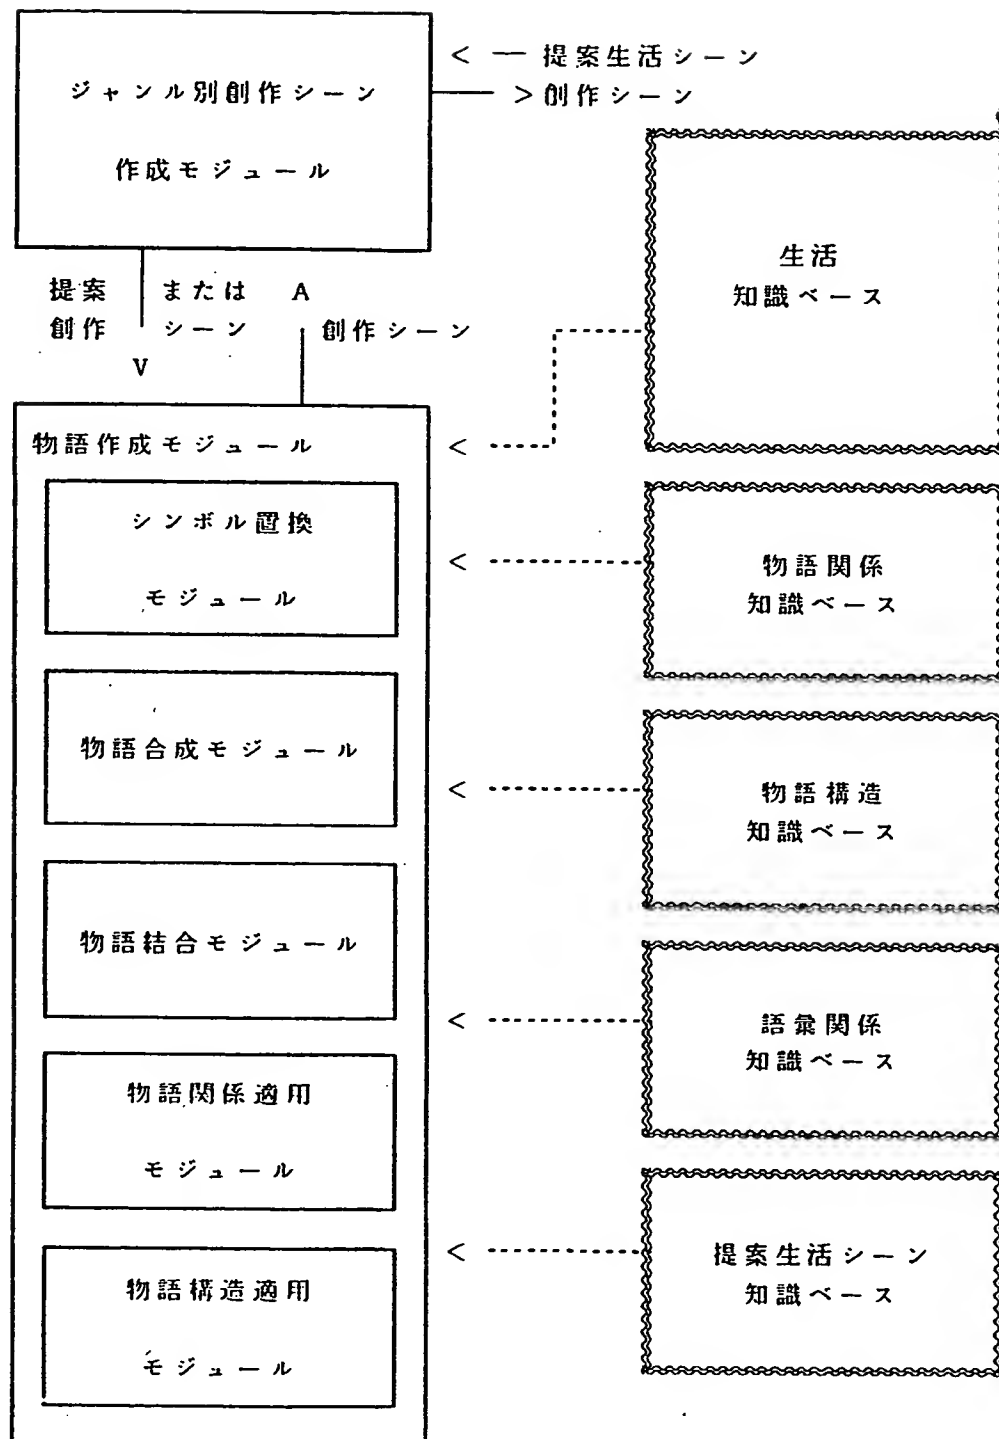 < ー 提案生活シーン
ジャンル別創作シーン
> 創作シーン
作成モジュール
生活
知識ベース
提案 または A
創作 シーン 創作シーン
V
物語作成モジュール <
シンボル置換
モジュール
<
物語関係
知識ベース
物語合成モジュール
<
物語構造
知識ベース
物語結合モジュール
<
語彙関係
知識ベース
物語関係適用
モジュール
<
提案生活シーン
知識ベース
物語構造適用
モジュール